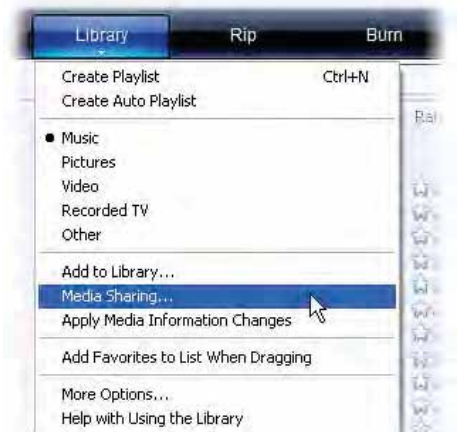 Library Rip Burn
Create Playlist Ctrl+N
Create Auto Playlist
Music
Pictures
Video
Recorded TV
Other
Add to Library...
Media Sharing...
Apply Media Information Changes
Add Favorites to List When Dragging
More Options...
Help with Using the Library